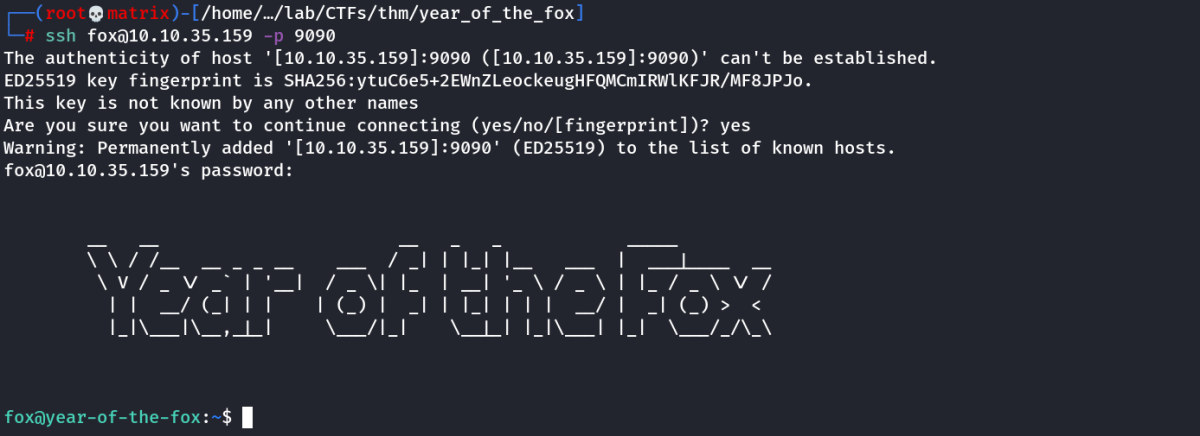 ┌──(root💀matrix)-[/home/…/lab/CTFs/thm/year_of_the_fox]
└─# ssh fox@10.10.35.159 -p 9090
The authenticity of host '[10.10.35.159]:9090 ([10.10.35.159]:9090)' can't be established.
ED25519 key fingerprint is SHA256:ytuC6e5+2EWnZLeockeugHFQMCmIRWlKFJR/MF8JPJo.
This key is not known by any other names
Are you sure you want to continue connecting (yes/no/[fingerprint])? yes
Warning: Permanently added '[10.10.35.159]:9090' (ED25519) to the list of known hosts.
fox@10.10.35.159's password:
Year of the Fox
fox@year-of-the-fox:~$